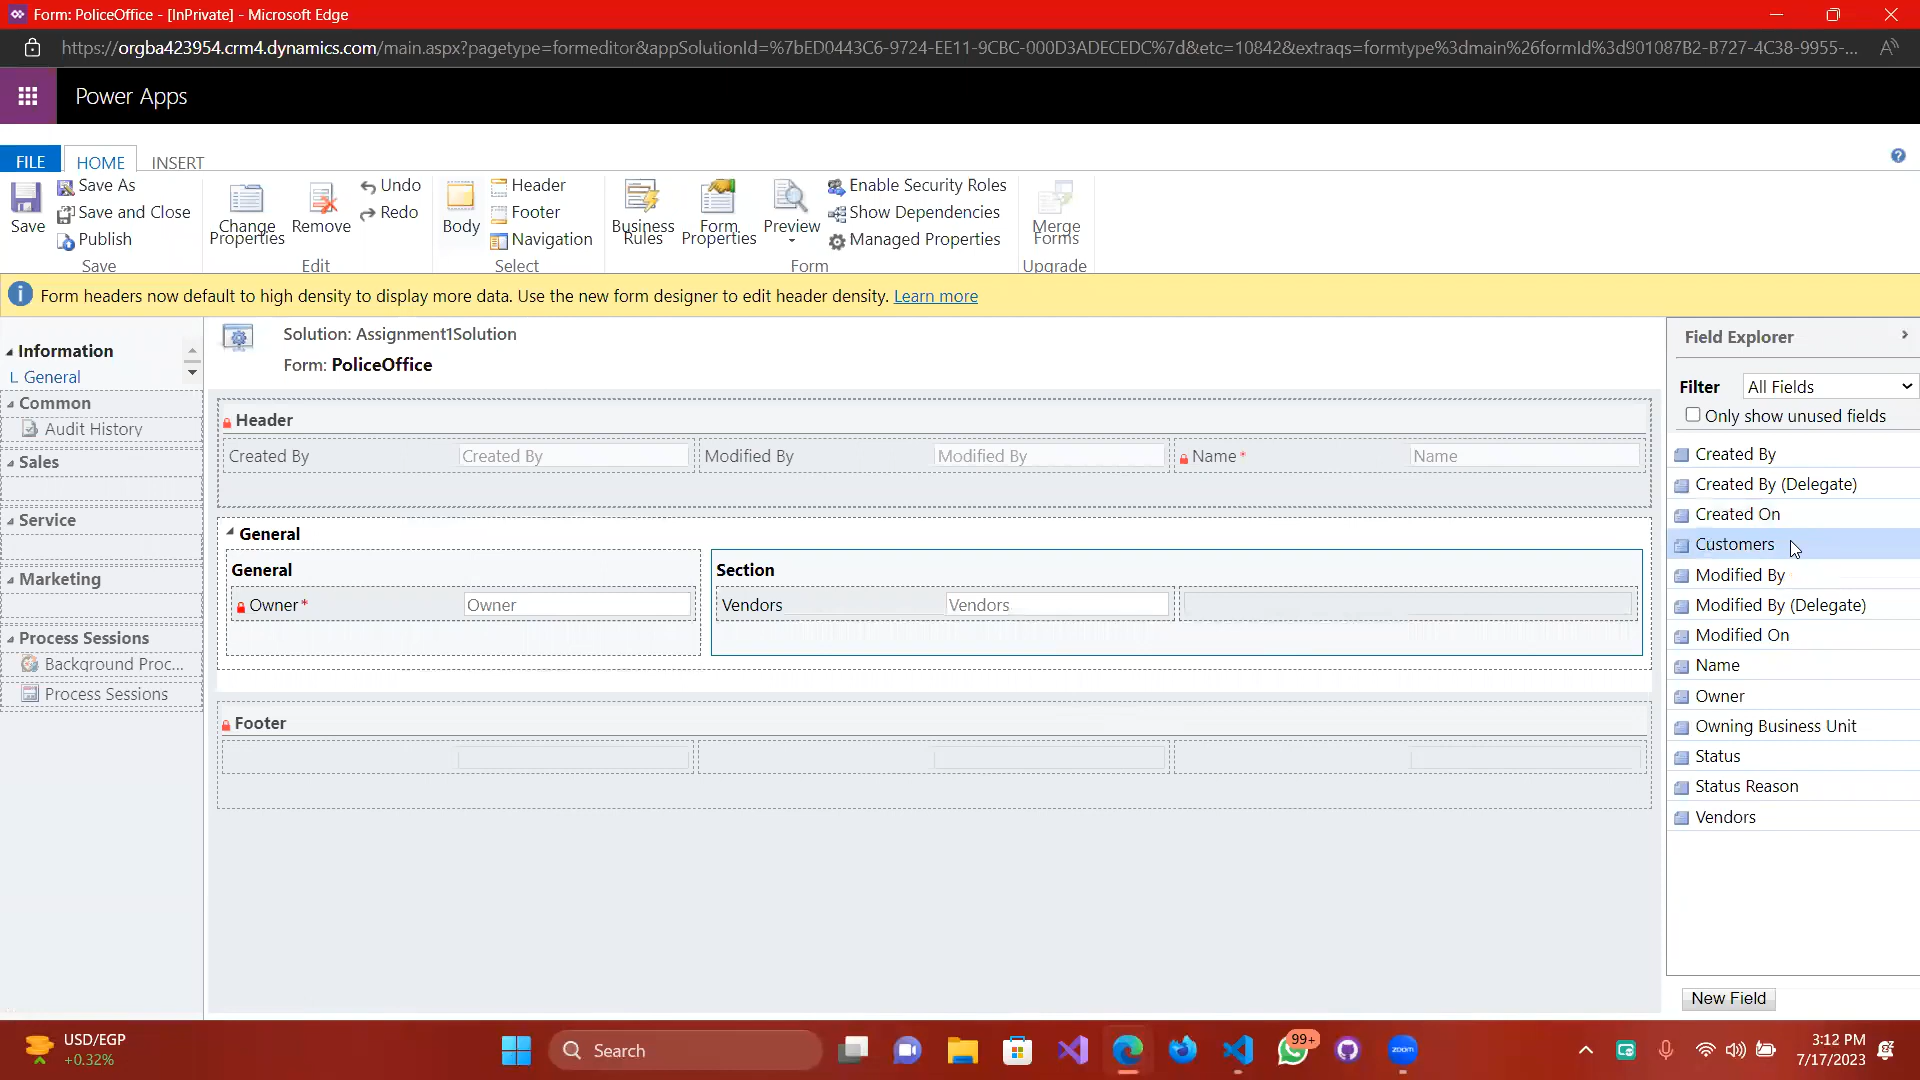 Form: PoliceOffice - [InPrivate] - Microsoft Edge
https://orgba423954.crm4.dynamics.com/main.aspx?pagetype=formeditor&appSolutionId=%7bED0443C6-9724-EE11-9CBC-000D3ADECEDC%7d&etc=10842&extraqs=formtype%3dmain%26formId%3d901087B2-B727-4C38-9955-...
Power Apps
FILE HOME INSERT
Save
Save As
Save and Close
Publish
Save
Change Properties
Remove
Undo
Redo
Edit
Body
Header
Footer
Navigation
Select
Business Rules
Form Properties
Preview
Enable Security Roles
Show Dependencies
Managed Properties
Form
Merge Forms
Upgrade
Form headers now default to high density to display more data. Use the new form designer to edit header density. Learn more
Information
General
Common
Audit History
Sales
Service
Marketing
Process Sessions
Background Proc...
Process Sessions
Solution: Assignment1Solution
Form: PoliceOffice
Header
Created By Created By Modified By Modified By Name* Name
General
General
Owner* Owner
Section
Vendors Vendors
Footer
Field Explorer
Filter All Fields
Only show unused fields
Created By
Created By (Delegate)
Created On
Customers
Modified By
Modified By (Delegate)
Modified On
Name
Owner
Owning Business Unit
Status
Status Reason
Vendors
New Field
USD/EGP
+0.32%
Search
99+
zoom
3:12 PM
7/17/2023